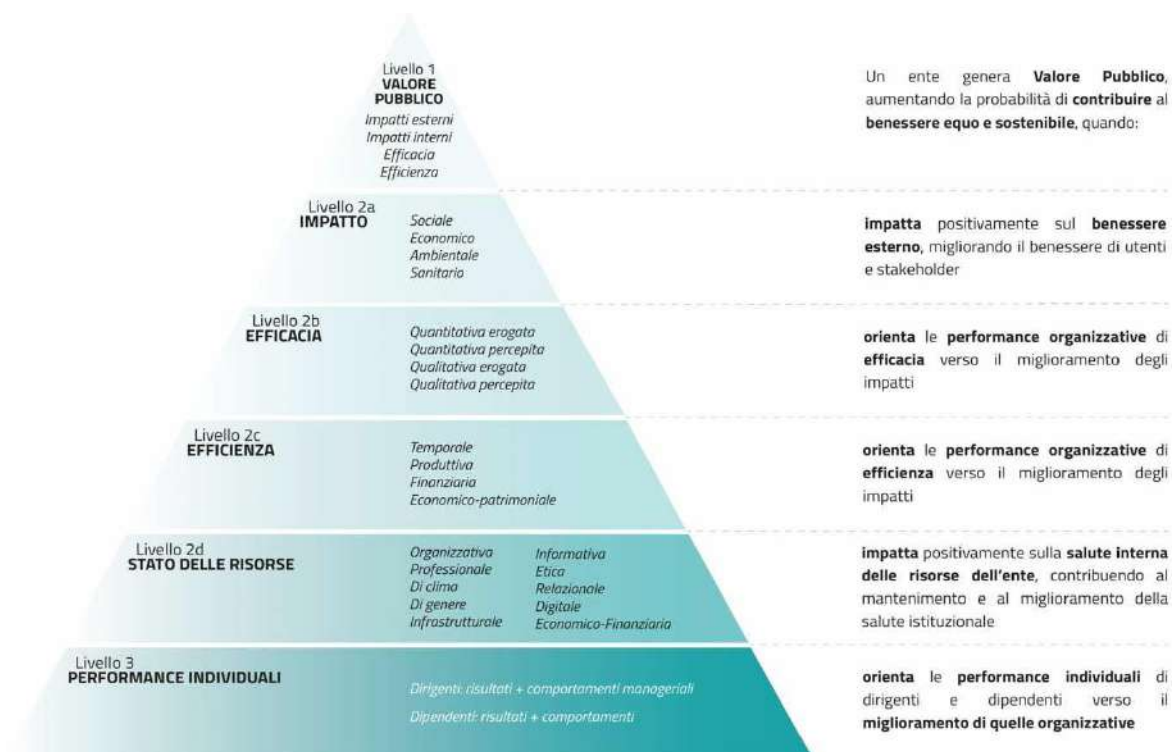 Livello 1
VALORE
PUBBLICO
Impatti esterni
Impatti interni
Efficacia
Efficienza
Un ente genera Valore Pubblico,
aumentando la probabilità di contribuire al
benessere equo e sostenibile, quando:
Livello 2a
IMPATTO
Sociale
Economico
Ambientale
Sanitario
impatta positivamente sul benessere
esterno, migliorando il benessere di utenti
e stakeholder
Livello 2b
EFFICACIA
Quantitativa erogata
Quantitativa percepita
Qualitativa erogata
Qualitativa percepita
orienta le performance organizzative di
efficacia verso il miglioramento degli
impatti
Livello 2c
EFFICIENZA
Temporale
Produttiva
Finanziaria
Economico-patrimoniale
orienta le performance organizzative di
efficienza verso il miglioramento degli
impatti
Livello 2d
STATO DELLE RISORSE
Organizzativa
Professionale
Di clima
Di genere
Infrastrutturale
Informativa
Etica
Relazionale
Digitale
Economico-Finanziaria
impatta positivamente sulla salute interna
delle risorse dell'ente, contribuendo al
mantenimento e al miglioramento della
salute istituzionale
Livello 3
PERFORMANCE INDIVIDUALI
Dirigenti: risultati + comportamenti manageriali
Dipendenti: risultati + comportamenti
orienta le performance individuali di
dirigenti e dipendenti verso il
miglioramento di quelle organizzative